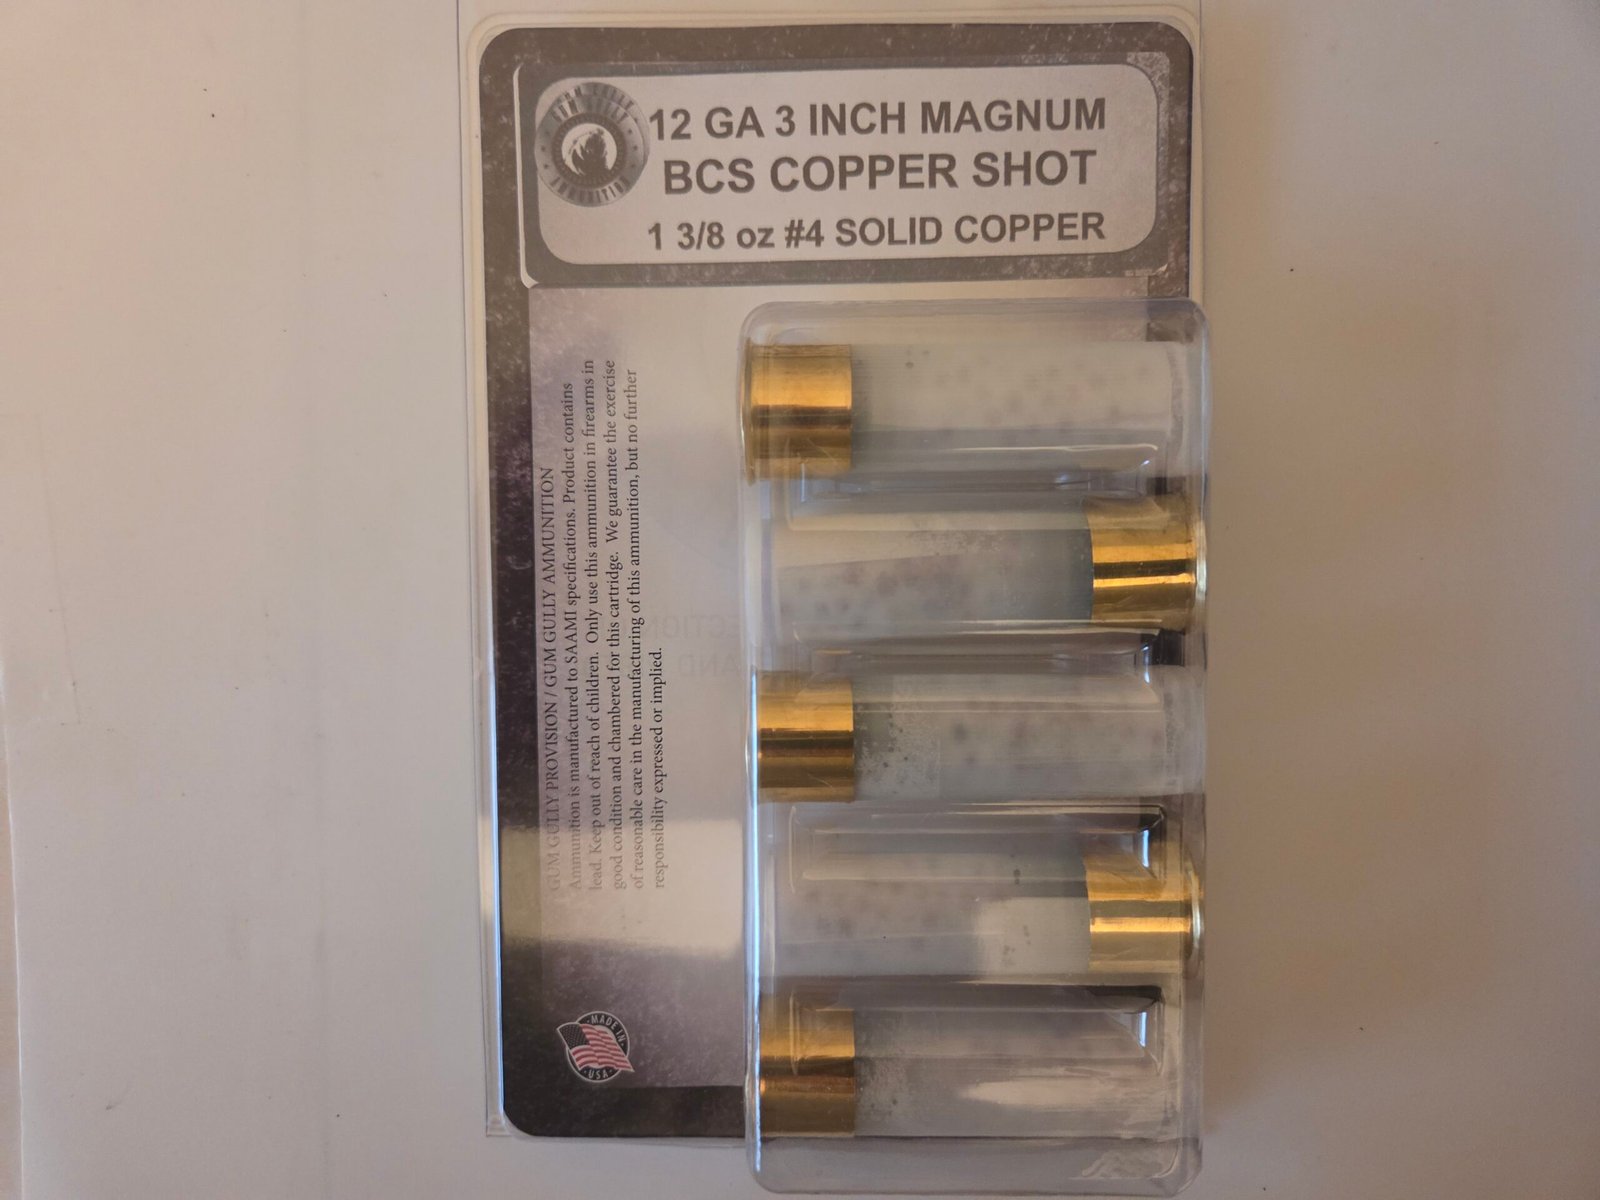 GUM GULLY
AMMUNITION
12 GA 3 INCH MAGNUM
BCS COPPER SHOT
1 3/8 oz #4 SOLID COPPER
GUM GULLY PROVISION / GUM GULLY AMMUNITION
Ammunition is manufactured to SAAMI specifications. Product contains
lead. Keep out of reach of children. Only use this ammunition in firearms in
good condition and chambered for this cartridge. We guarantee the exercise
of reasonable care in the manufacturing of this ammunition, but no further
responsibility expressed or implied.
MADE IN
USA